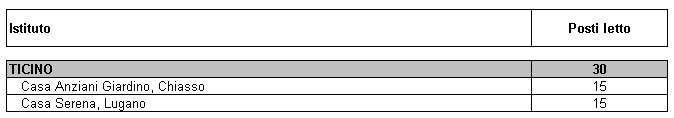 Istituto Posti letto
TICINO 30
Casa Anziani Giardino, Chiasso 15
Casa Serena, Lugano 15